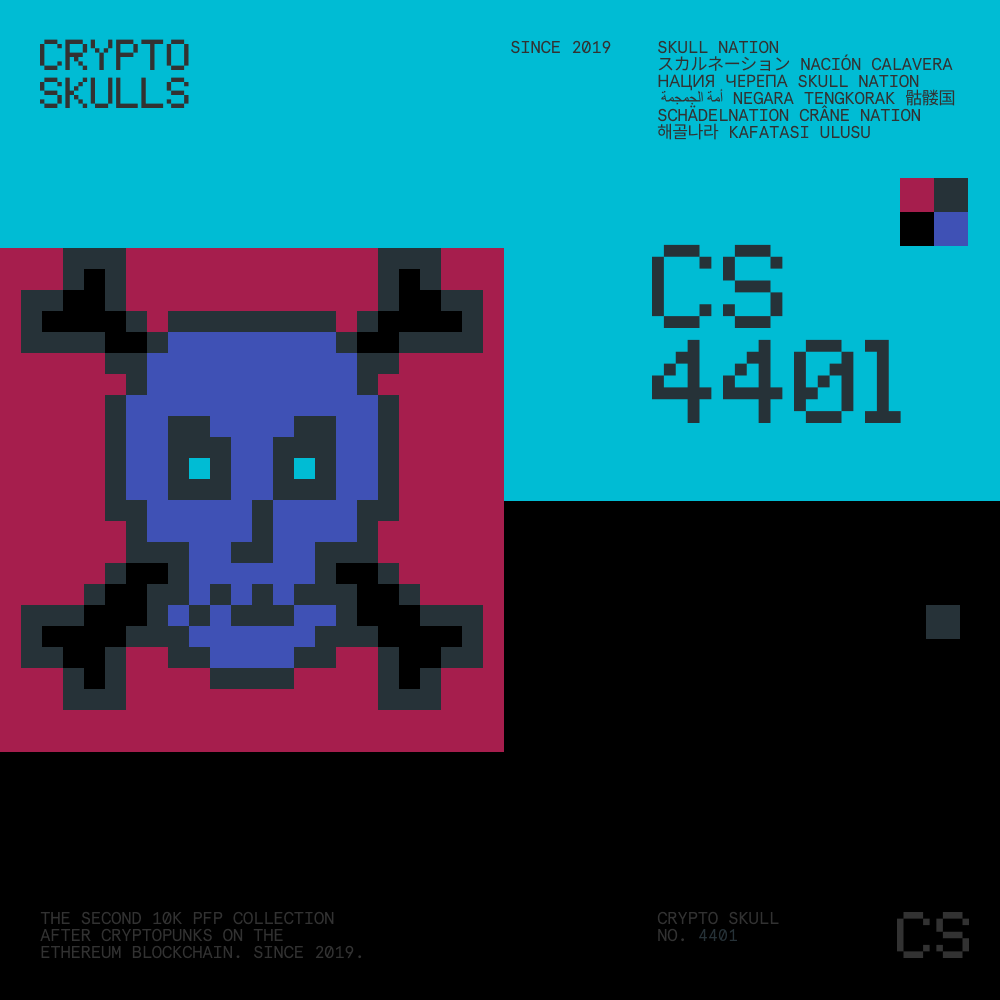 CRYPTO
SKULLS
SINCE 2019
SKULL NATION
スカルネーション NACIÓN CALAVERA
НАЦИЯ ЧЕРЕПА SKULL NATION
أمة الجمجمة NEGARA TENGKORAK 骷髅国
SCHÄDELNATION CRÂNE NATION
해골나라 KAFATASI ULUSU
CS
4401
THE SECOND 10K PFP COLLECTION
AFTER CRYPTOPUNKS ON THE
ETHEREUM BLOCKCHAIN. SINCE 2019.
CRYPTO SKULL
NO. 4401
CS